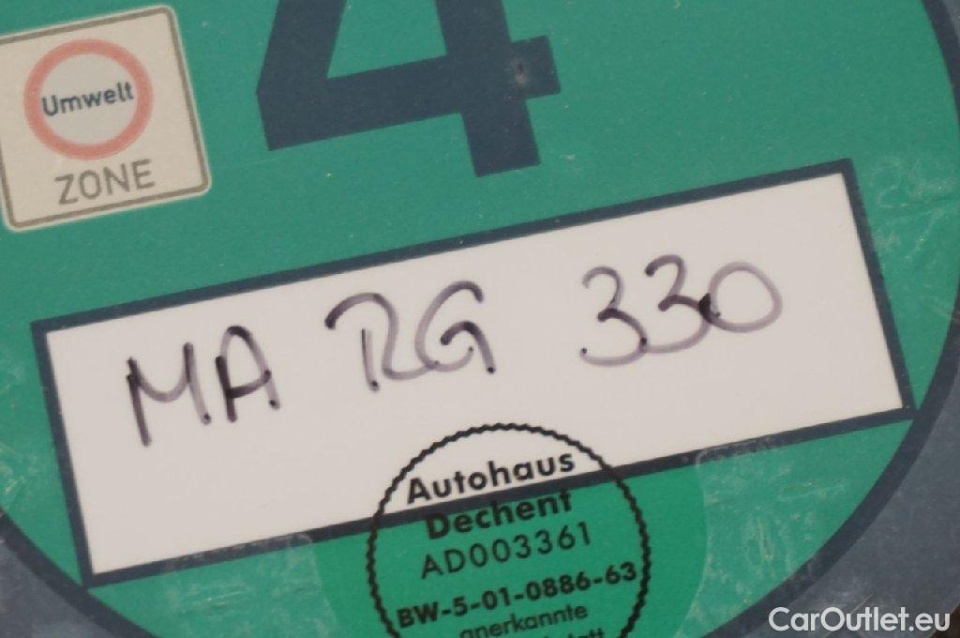 4
Umwelt
ZONE
MA RG 330
Autohaus
Dechent
AD003361
BW-5-01-0886-63
anerkannte
CarOutlet.eu